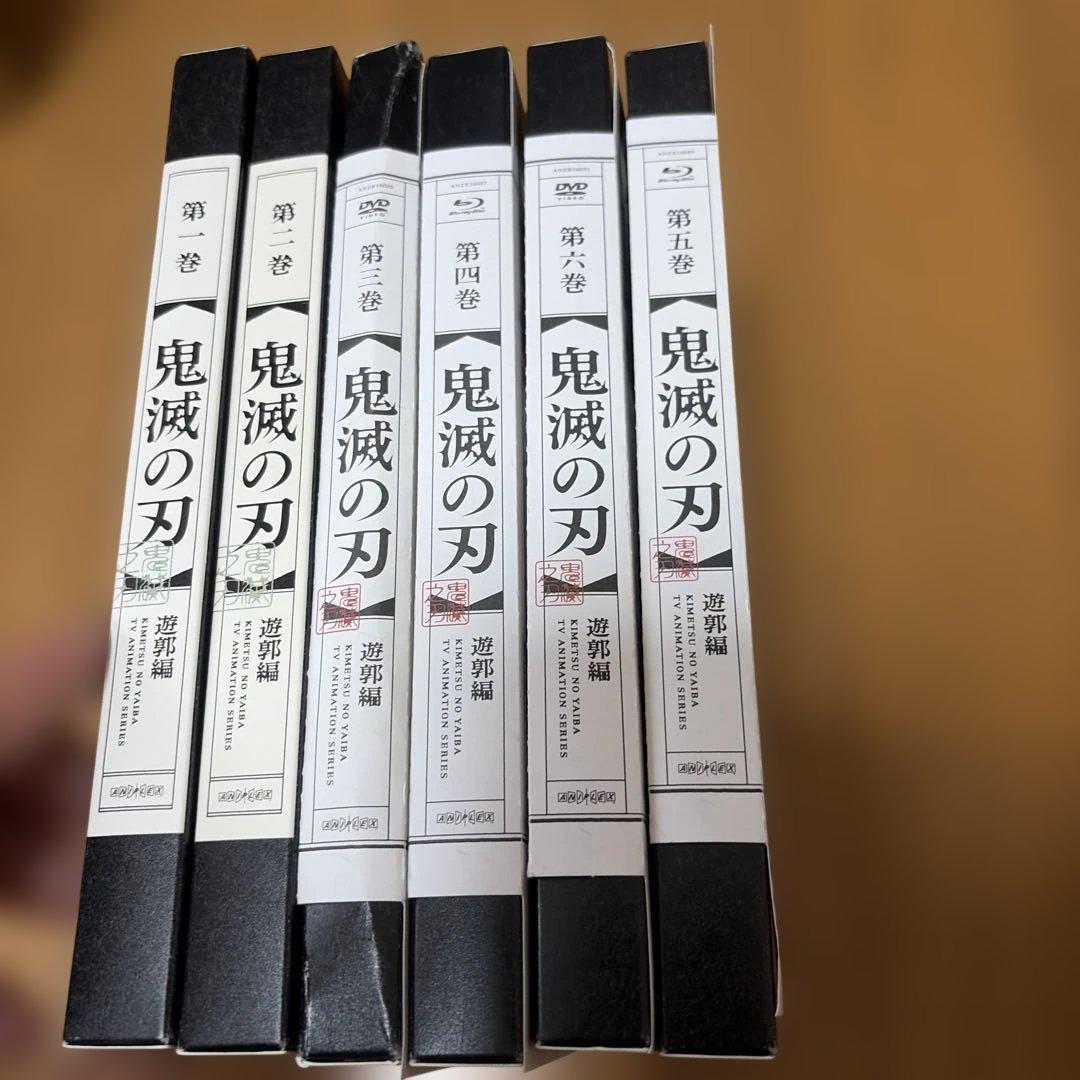 第一巻
鬼滅の刃
遊郭編
KIMETSU NO YAIBA
TV ANIMATION SERIES
ANIPLEX
第二巻
鬼滅の刃
遊郭編
KIMETSU NO YAIBA
TV ANIMATION SERIES
ANIPLEX
DVD
VIDEO
第三巻
鬼滅の刃
遊郭編
KIMETSU NO YAIBA
TV ANIMATION SERIES
ANIPLEX
Blu-ray Disc
第四巻
鬼滅の刃
遊郭編
KIMETSU NO YAIBA
TV ANIMATION SERIES
ANIPLEX
DVD
VIDEO
第六巻
鬼滅の刃
遊郭編
KIMETSU NO YAIBA
TV ANIMATION SERIES
ANIPLEX
Blu-ray Disc
第五巻
鬼滅の刃
遊郭編
KIMETSU NO YAIBA
TV ANIMATION SERIES
ANIPLEX